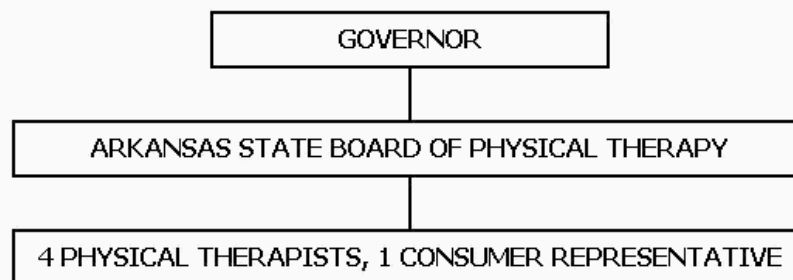 GOVERNOR
ARKANSAS STATE BOARD OF PHYSICAL THERAPY
4 PHYSICAL THERAPISTS, 1 CONSUMER REPRESENTATIVE